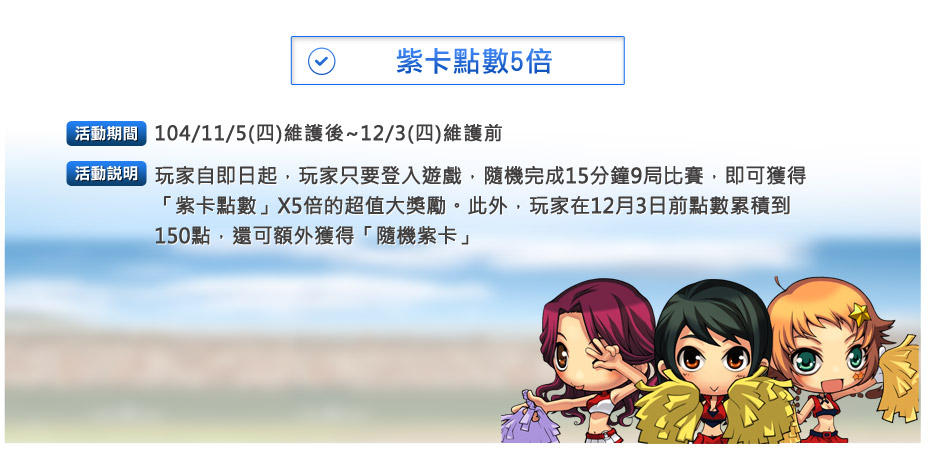 紫卡點數5倍
活動期間 104/11/5(四)維護後~12/3(四)維護前
活動説明 玩家自即日起，玩家只要登入遊戲，隨機完成15分鐘9局比賽，即可獲得
「紫卡點數」X5倍的超值大獎勵。此外，玩家在12月3日前點數累積到
150點，還可額外獲得「隨機紫卡」